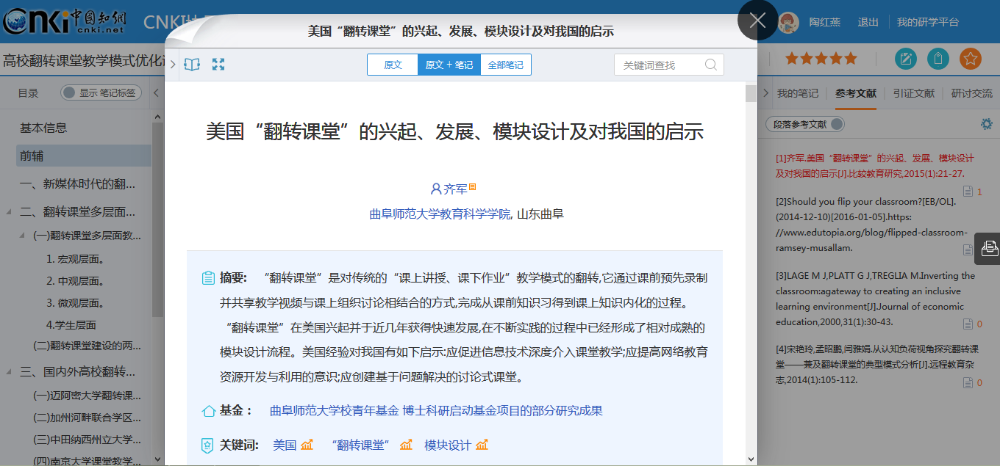 Cnki中国知网
cnki.net
CNKI
陶红燕
退出
我的研学平台
高校翻转课堂教学模式优化
目录
显示 笔记标签
基本信息
前辅
一、新媒体时代的翻...
二、翻转课堂多层面...
(一)翻转课堂多层面教...
1. 宏观层面。
2. 中观层面。
3. 微观层面。
4.学生层面
(二)翻转课堂建设的两...
三、国内外高校翻转...
(一)迈阿密大学翻转课...
(二)加州河畔联合学区...
(三)中田纳西州立大学...
(四)南京大学课堂教学...
美国“翻转课堂”的兴起、发展、模块设计及对我国的启示
原文
原文 + 笔记
全部笔记
关键词查找
美国“翻转课堂”的兴起、发展、模块设计及对我国的启示
齐军
曲阜师范大学教育科学学院, 山东曲阜
摘要: “翻转课堂”是对传统的“课上讲授、课下作业”教学模式的翻转,它通过课前预先录制
并共享教学视频与课上组织讨论相结合的方式,完成从课前知识习得到课上知识内化的过程。
“翻转课堂”在美国兴起并于近几年获得快速发展,在不断实践的过程中已经形成了相对成熟的
模块设计流程。美国经验对我国有如下启示:应促进信息技术深度介入课堂教学;应提高网络教育
资源开发与利用的意识;应创建基于问题解决的讨论式课堂。
基金： 曲阜师范大学校青年基金 博士科研启动基金项目的部分研究成果
关键词: 美国 “翻转课堂” 模块设计
我的笔记
参考文献
引证文献
研讨交流
段落参考文献
[1]齐军.美国“翻转课堂”的兴起、发展、模块设计
及对我国的启示[J].比较教育研究,2015(1):21-27.
1
[2]Should you flip your classroom?[EB/OL].
(2014-12-10)[2016-01-05].https:
//www.edutopia.org/blog/flipped-classroom-
ramsey-musallam.
[3]LAGE M J,PLATT G J,TREGLIA M.Inverting the
classroom:agateway to creating an inclusive
learning environment[J].Journal of economic
education,2000,31(1):30-43.
0
[4]宋艳玲,孟昭鹏,闫雅娟.从认知负荷视角探究翻转课
堂——兼及翻转课堂的典型模式分析[J].远程教育杂
志,2014(1):105-112.
0